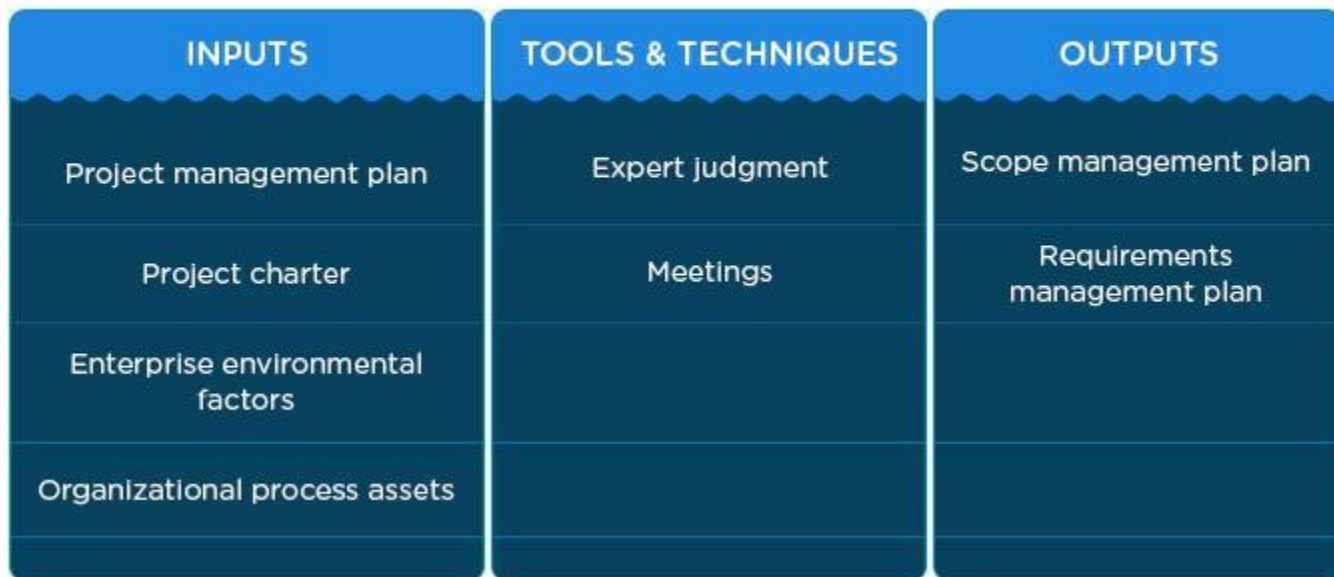 INPUTS
Project management plan
Project charter
Enterprise environmental
factors
Organizational process assets
TOOLS & TECHNIQUES
Expert judgment
Meetings
OUTPUTS
Scope management plan
Requirements
management plan